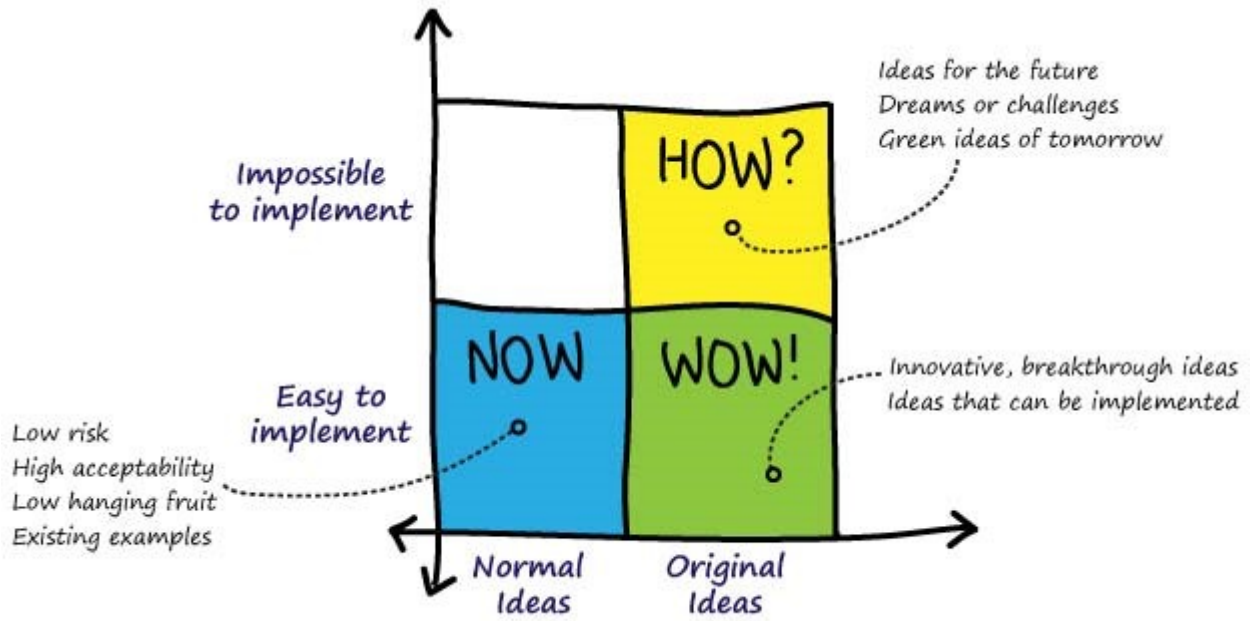 Ideas for the future
Dreams or challenges
Green ideas of tomorrow
HOW?
Impossible
to implement
NOW
WOW!
Innovative, breakthrough ideas
Ideas that can be implemented
Easy to
implement
Low risk
High acceptability
Low hanging fruit
Existing examples
Normal
Ideas
Original
Ideas